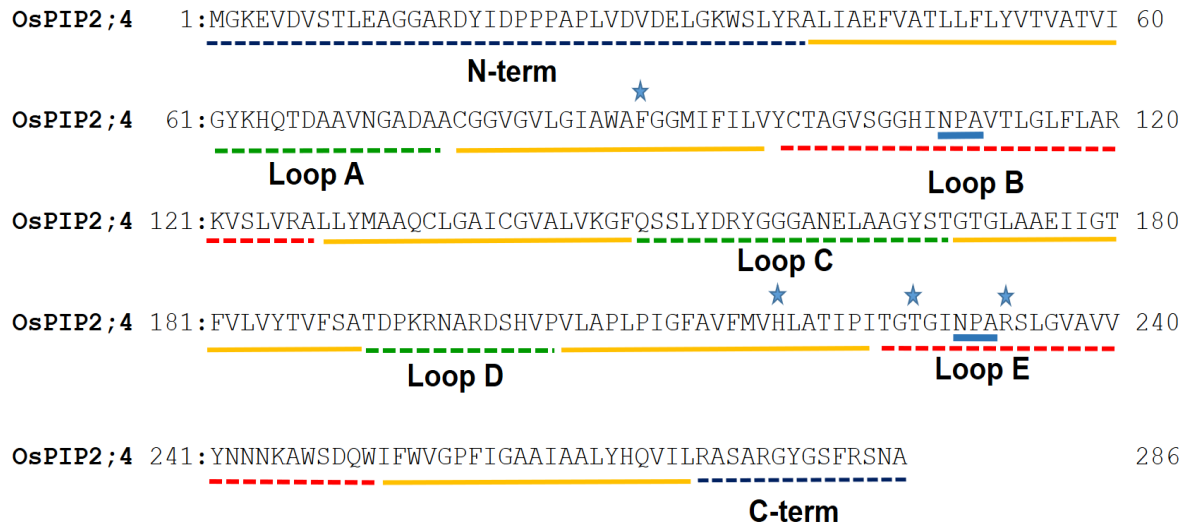 OsPIP2;4 1:MGKEVDVSTLEAGGARDYIDPPPAPLVDVDELGKWSLYRALIAEFVATLLFLYVTVATVI 60
N-term
OsPIP2;4 61:GYKHQTDAAVNGADAACGGVGVLGIAWAFGGMIFILVYCTAGVSGGHINPAVTLGLFLAR 120
Loop A
Loop B
OsPIP2;4 121:KVSLVRALLYMAAQCLGAICGVALVKGFQSSLYDRYGGGANELAAGYSTGTGLAAEIIGT 180
Loop C
OsPIP2;4 181:FVLVYTVFSATDPKRNARDSHVPVLAPLPIGFAVFMVHLATIPITGTGINPARSLGVAVV 240
Loop D
Loop E
OsPIP2;4 241:YNNNKAWSDQWIFWVGPFIGAAIAALYHQVILRASARGYGSFRSNA 286
C-term